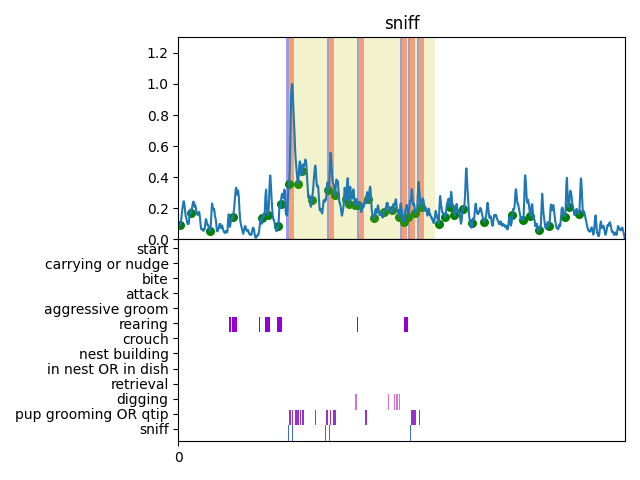 sniff
1.2
1.0
0.8
0.6
0.4
0.2
0.0
start
carrying or nudge
bite
attack
aggressive groom
rearing
crouch
nest building
in nest OR in dish
retrieval
digging
pup grooming OR qtip
sniff
0